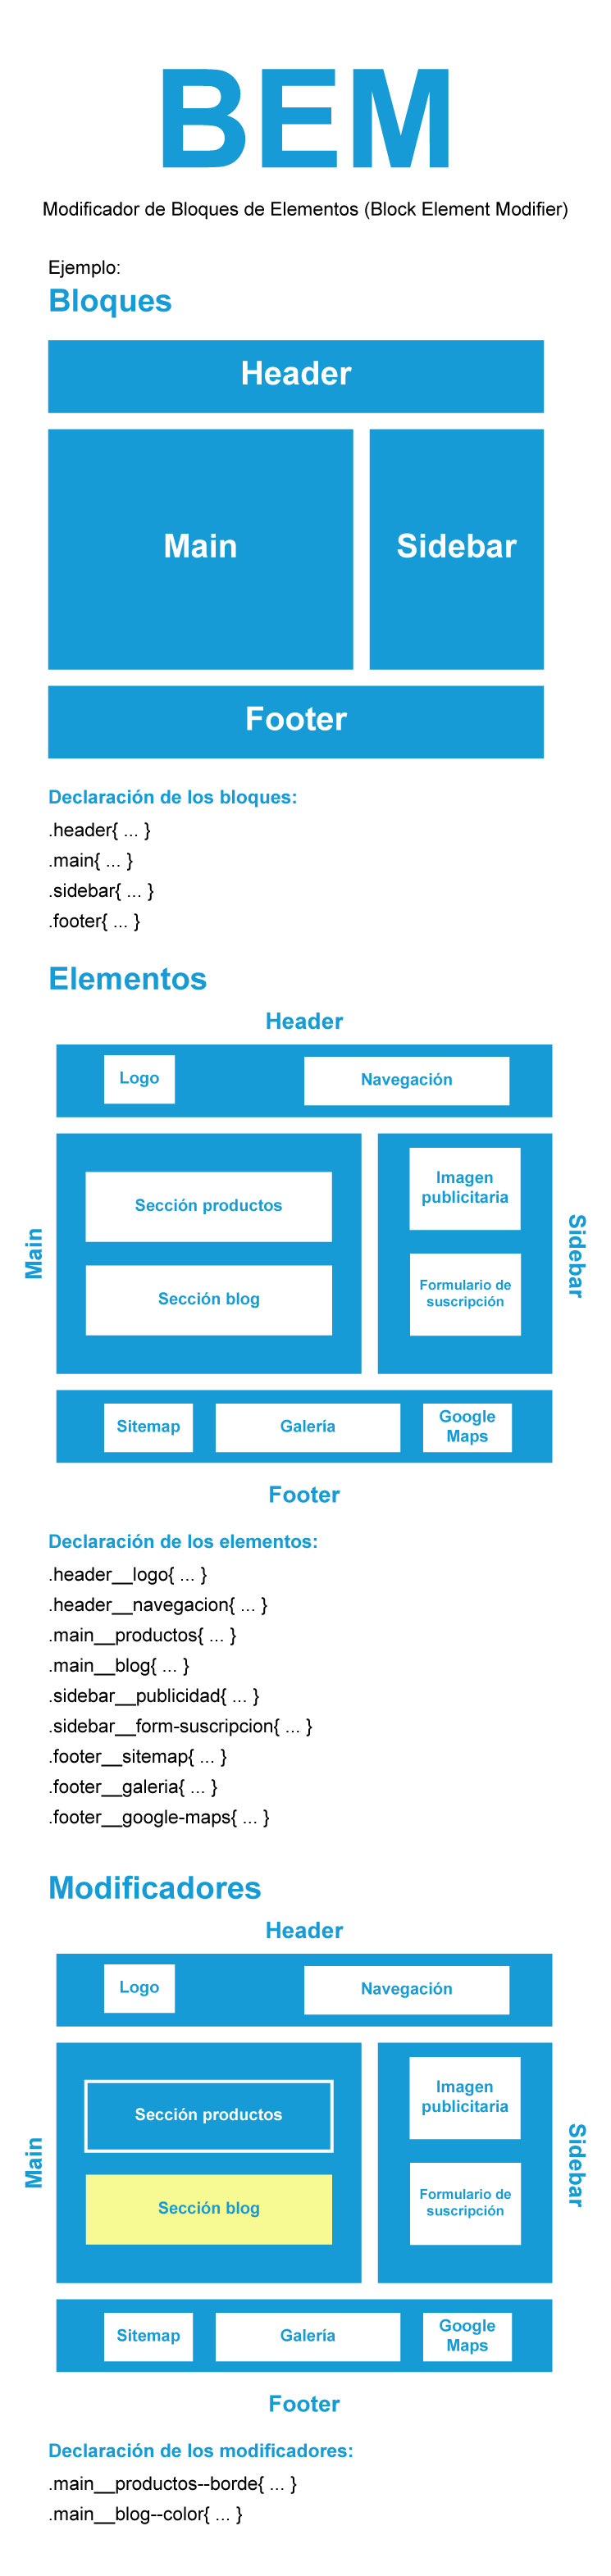 BEM
Modificador de Bloques de Elementos (Block Element Modifier)
Ejemplo:
Bloques
Header
Main
Sidebar
Footer
Declaración de los bloques:
.header{ ... }
.main{ ... }
.sidebar{ ... }
.footer{ ... }
Elementos
Header
Logo
Navegación
Main
Sección productos
Sección blog
Imagen
publicitaria
Formulario de
suscripción
Sidebar
Sitemap
Galería
Google
Maps
Footer
Declaración de los elementos:
.header__logo{ ... }
.header__navegacion{ ... }
.main__productos{ ... }
.main__blog{ ... }
.sidebar__publicidad{ ... }
.sidebar__form-suscripcion{ ... }
.footer__sitemap{ ... }
.footer__galeria{ ... }
.footer__google-maps{ ... }
Modificadores
Header
Logo
Navegación
Main
Sección productos
Sección blog
Imagen
publicitaria
Formulario de
suscripción
Sidebar
Sitemap
Galería
Google
Maps
Footer
Declaración de los modificadores:
.main__productos--borde{ ... }
.main__blog--color{ ... }